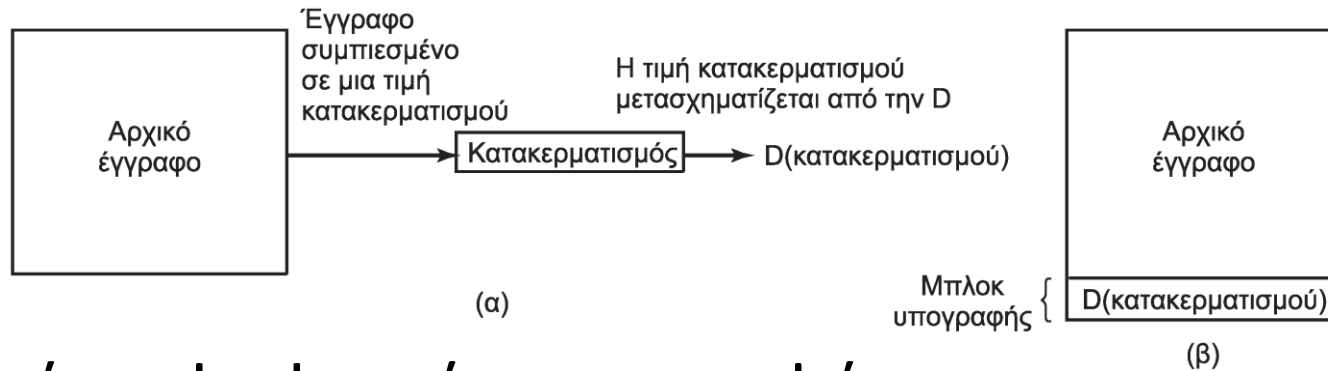 Έγγραφο
συμπιεσμένο
σε μια τιμή
κατακερματισμού
Η τιμή κατακερματισμού
μετασχηματίζεται από την D
Αρχικό
έγγραφο
Κατακερματισμός
D(κατακερματισμού)
(α)
Αρχικό
έγγραφο
Μπλοκ
υπογραφής
D(κατακερματισμού)
(β)